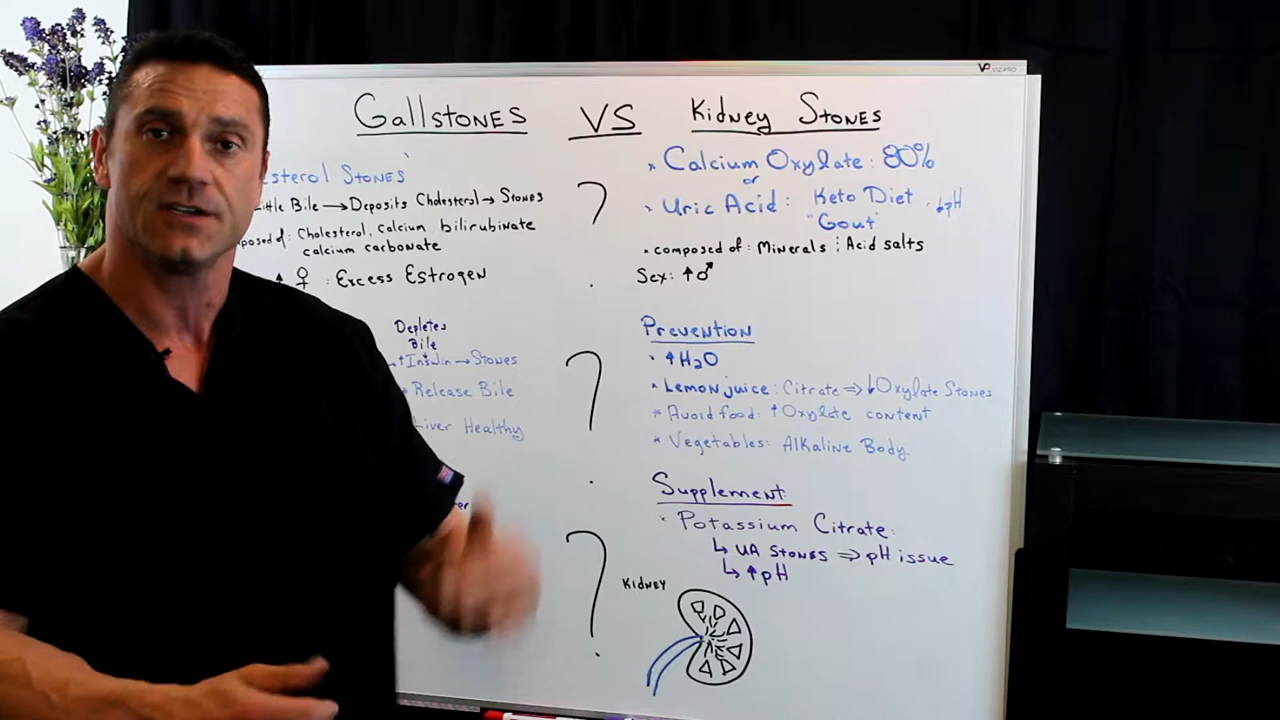 Gallstones VS Kidney Stones
esterol Stones
Little Bile → Deposits Cholesterol → Stones
posed of: Cholesterol, calcium bilirubinate
calcium carbonate
↑ ♀ : Excess Estrogen
Depletes
Bile
↑Insulin → Stones
* Release Bile
Liver Healthy
ter
?
?
?
* Calcium Oxylate: 80%
or
* Uric Acid: Keto Diet . ↓pH
"Gout"
* composed of: Minerals : Acid salts
Sex: ↑♂
Prevention
* ↑H2O
* Lemon juice: Citrate ⇒ ↓Oxylate Stones
* Avoid food: ↑Oxylate content
* Vegetables: Alkaline Body
Supplement:
* Potassium Citrate:
↳ UA Stones ⇒ pH issue
↳ ↑pH
Kidney